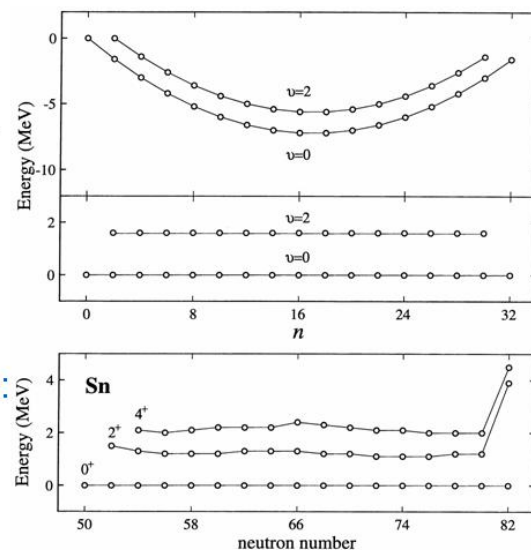 0
-5
-10
Energy (MeV)
υ=2
υ=0
2
0
υ=2
υ=0
0 8 16 24 32
n
Energy (MeV)
4
2
0
Sn
4+
2+
0+
50 58 66 74 82
neutron number